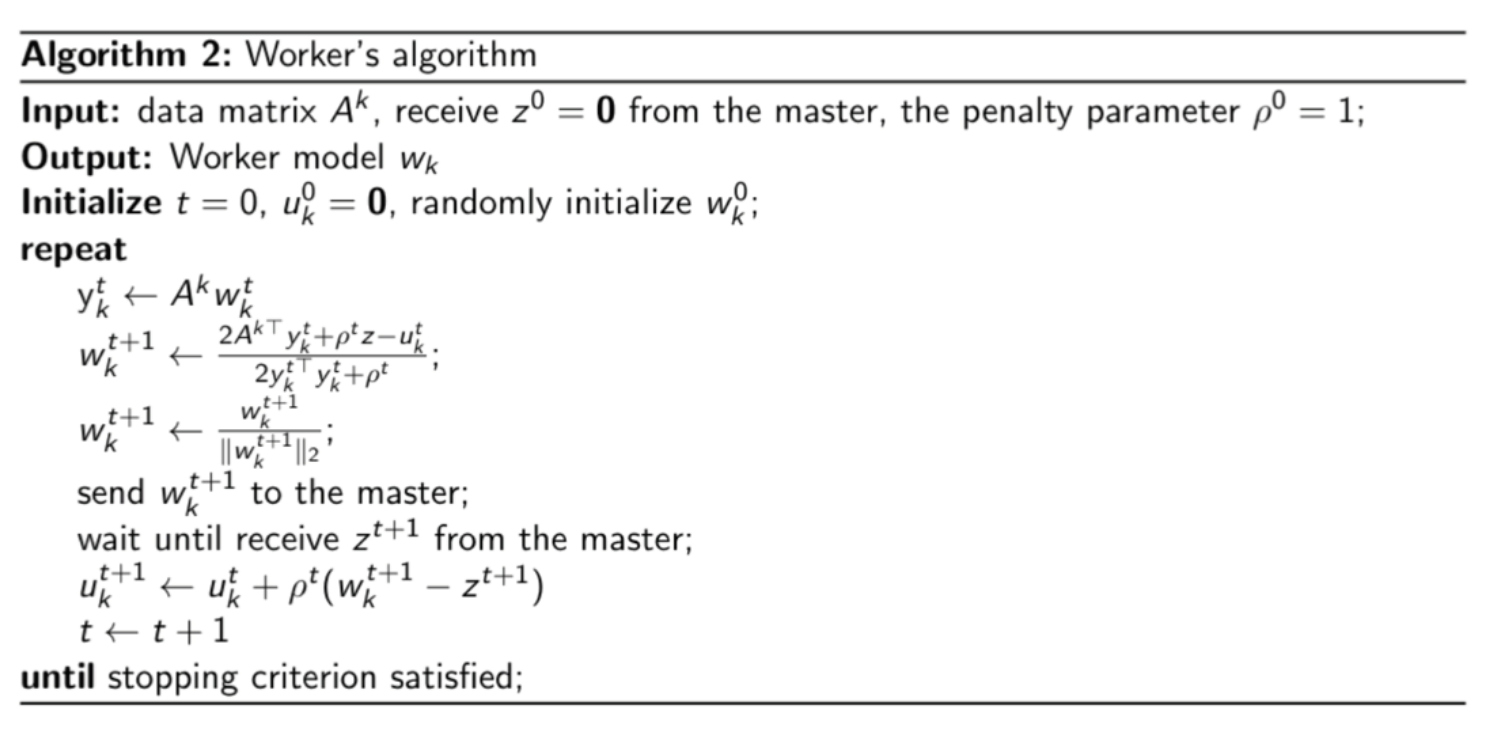 Algorithm 2: Worker's algorithm
Input: data matrix $A^k$, receive $z^0 = \mathbf{0}$ from the master, the penalty parameter $\rho^0 = 1$;
Output: Worker model $w_k$
Initialize $t = 0$, $u_k^0 = \mathbf{0}$, randomly initialize $w_k^0$;
repeat
$y_k^t \leftarrow A^k w_k^t$
$w_k^{t+1} \leftarrow \frac{2A^{k\top} y_k^t + \rho^t z - u_k^t}{2y_k^{t\top} y_k^t + \rho^t}$;
$w_k^{t+1} \leftarrow \frac{w_k^{t+1}}{\|w_k^{t+1}\|_2}$;
send $w_k^{t+1}$ to the master;
wait until receive $z^{t+1}$ from the master;
$u_k^{t+1} \leftarrow u_k^t + \rho^t(w_k^{t+1} - z^{t+1})$
$t \leftarrow t + 1$
until stopping criterion satisfied;